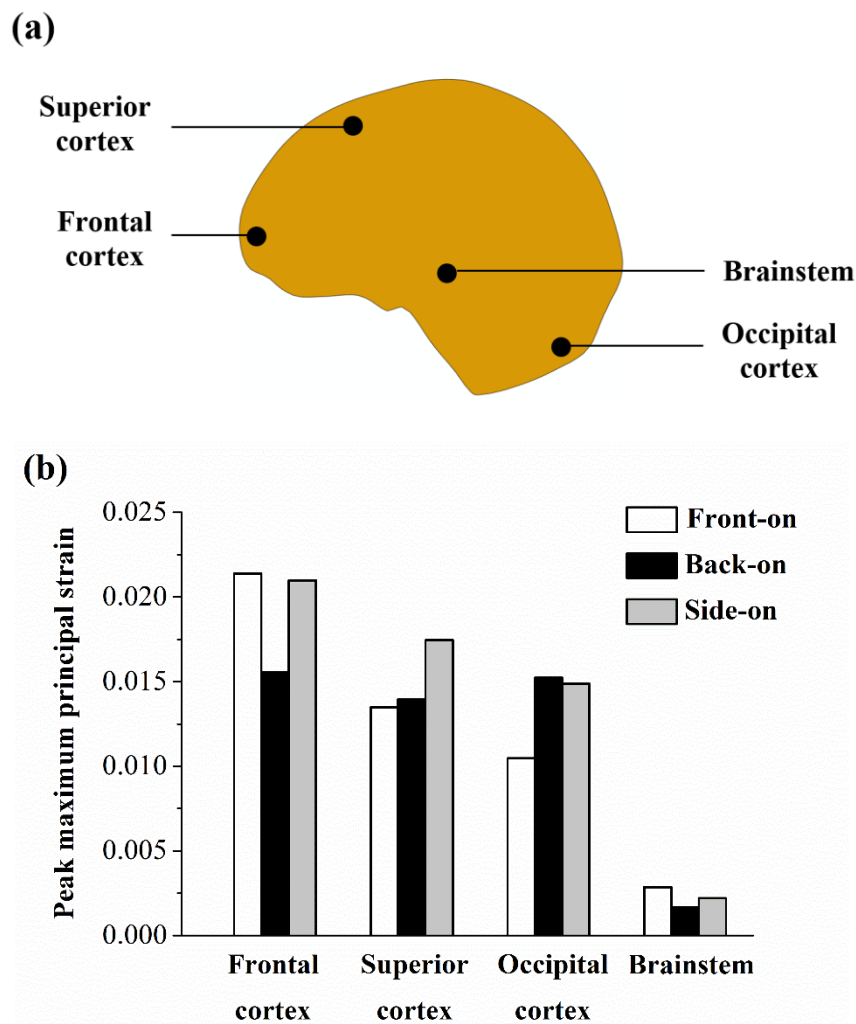 (a)
Superior
cortex
Frontal
cortex
Brainstem
Occipital
cortex
(b)
Peak maximum principal strain
0.025
0.020
0.015
0.010
0.005
0.000
Front-on
Back-on
Side-on
Frontal
cortex
Superior
cortex
Occipital
cortex
Brainstem